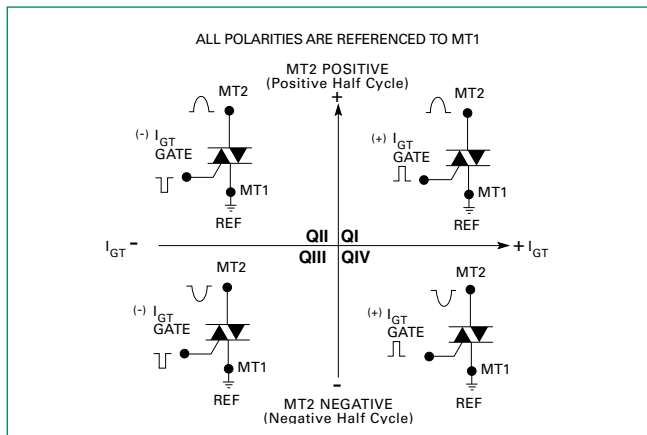 ALL POLARITIES ARE REFERENCED TO MT1
MT2 POSITIVE
(Positive Half Cycle)
+
MT2
(-) IGT
GATE
MT1
REF
MT2
(+) IGT
GATE
MT1
REF
IGT -
QII QI
QIII QIV
+ IGT
MT2
(-) IGT
GATE
MT1
REF
MT2
(+) IGT
GATE
MT1
REF
-
MT2 NEGATIVE
(Negative Half Cycle)